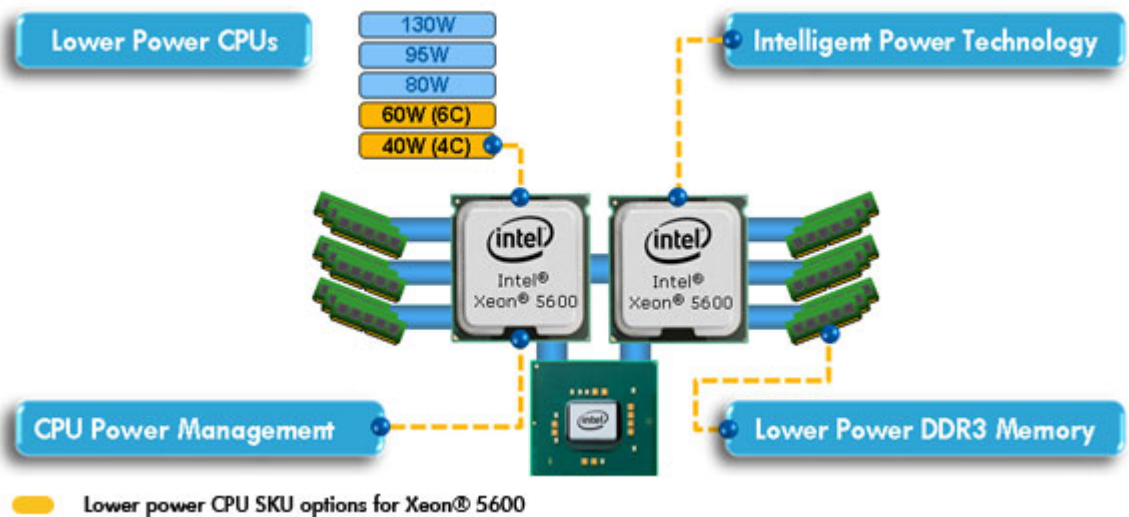 Lower Power CPUs
130W
95W
80W
60W (6C)
40W (4C)
Intelligent Power Technology
intel
Intel®
Xeon® 5600
intel
Intel®
Xeon® 5600
intel
CPU Power Management
Lower Power DDR3 Memory
Lower power CPU SKU options for Xeon® 5600